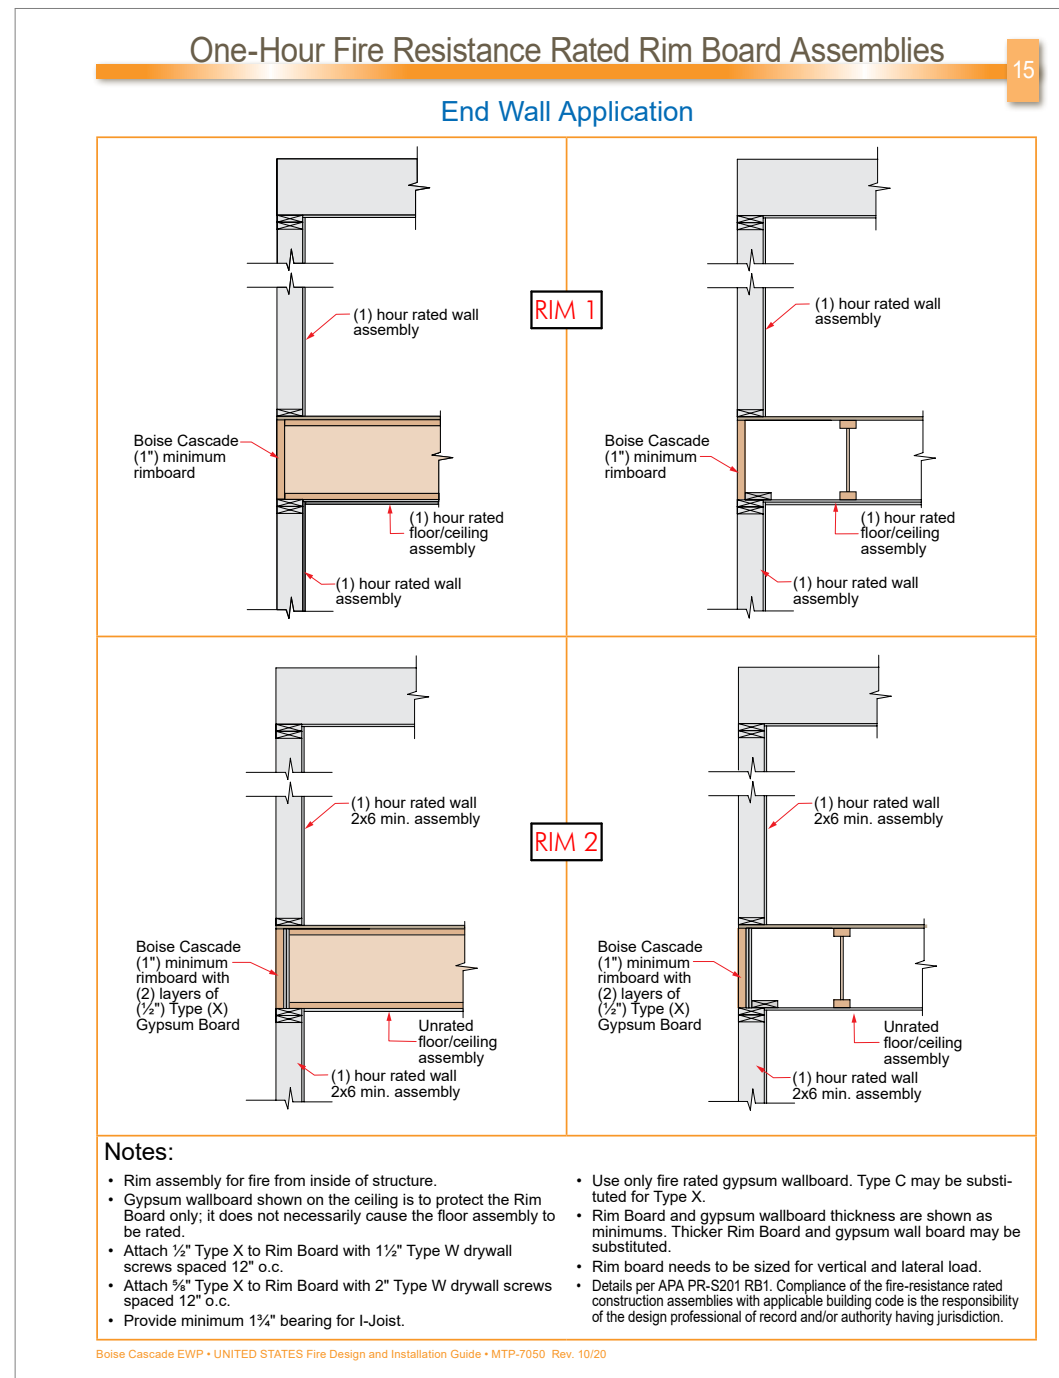 One-Hour Fire Resistance Rated Rim Board Assemblies
15
End Wall Application
RIM 1
(1) hour rated wall
assembly
Boise Cascade
(1") minimum
rimboard
(1) hour rated
floor/ceiling
assembly
(1) hour rated wall
assembly
(1) hour rated wall
assembly
Boise Cascade
(1") minimum
rimboard
(1) hour rated
floor/ceiling
assembly
(1) hour rated wall
assembly
RIM 2
(1) hour rated wall
2x6 min. assembly
Boise Cascade
(1") minimum
rimboard with
(2) layers of
(½") Type (X)
Gypsum Board
Unrated
floor/ceiling
assembly
(1) hour rated wall
2x6 min. assembly
(1) hour rated wall
2x6 min. assembly
Boise Cascade
(1") minimum
rimboard with
(2) layers of
(½") Type (X)
Gypsum Board
Unrated
floor/ceiling
assembly
(1) hour rated wall
2x6 min. assembly
Notes:
• Rim assembly for fire from inside of structure.
• Gypsum wallboard shown on the ceiling is to protect the Rim
Board only; it does not necessarily cause the floor assembly to
be rated.
• Attach ½" Type X to Rim Board with 1½" Type W drywall
screws spaced 12" o.c.
• Attach ⅝" Type X to Rim Board with 2" Type W drywall screws
spaced 12" o.c.
• Provide minimum 1¾" bearing for I-Joist.
• Use only fire rated gypsum wallboard. Type C may be substi-
tuted for Type X.
• Rim Board and gypsum wallboard thickness are shown as
minimums. Thicker Rim Board and gypsum wall board may be
substituted.
• Rim board needs to be sized for vertical and lateral load.
• Details per APA PR-S201 RB1. Compliance of the fire-resistance rated
construction assemblies with applicable building code is the responsibility
of the design professional of record and/or authority having jurisdiction.
Boise Cascade EWP • UNITED STATES Fire Design and Installation Guide • MTP-7050 Rev. 10/20